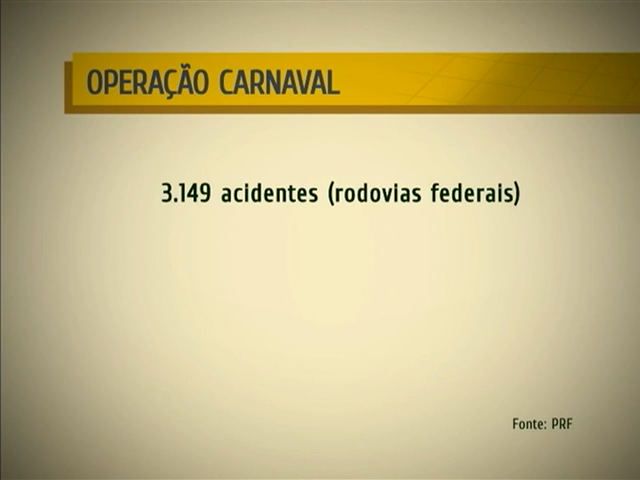 OPERAÇÃO CARNAVAL
3.149 acidentes (rodovias federais)
Fonte: PRF